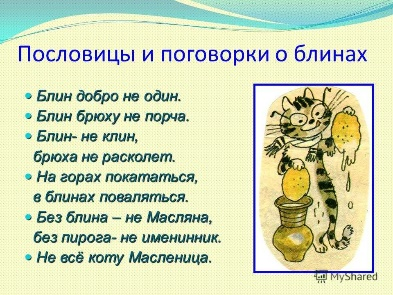 Пословицы и поговорки о блинах
Блин добро не один.
Блин брюху не порча.
Блин- не клин,
брюха не расколет.
На горах покататься,
в блинах поваляться.
Без блина – не Масляна,
без пирога- не именинник.
Не всё коту Масленица.
MyShared